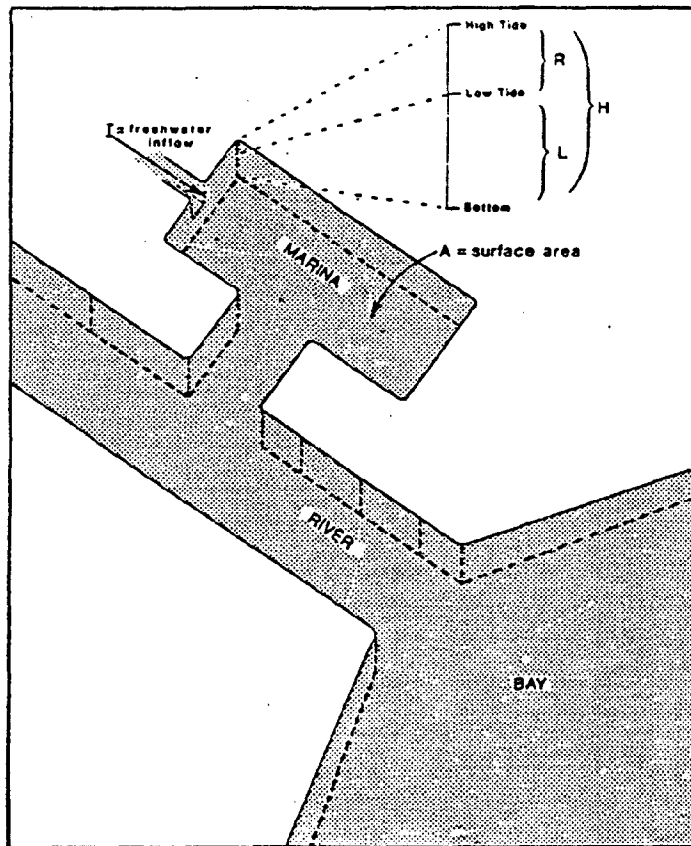 High Tide
R
Low Tide
H
L
Bottom
I = freshwater
inflow
MARINA
A = surface area
RIVER
BAY